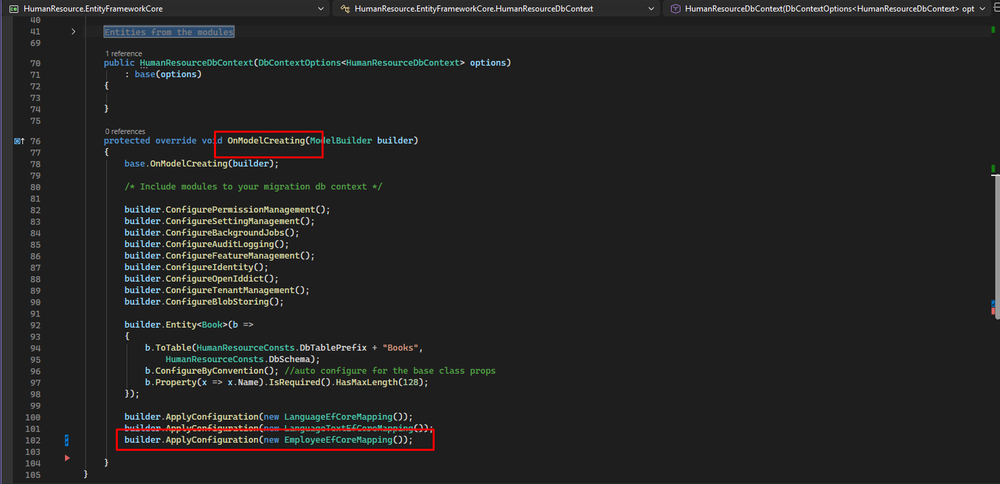 HumanResource.EntityFrameworkCore HumanResource.EntityFrameworkCore.HumanResourceDbContext HumanResourceDbContext(DbContextOptions<HumanResourceDbContext> opt
40
41 Entities from the modules
69
1 reference
70 public HumanResourceDbContext(DbContextOptions<HumanResourceDbContext> options)
71 : base(options)
72 {
73
74 }
75
0 references
76 protected override void OnModelCreating(ModelBuilder builder)
77 {
78 base.OnModelCreating(builder);
79
80 /* Include modules to your migration db context */
81
82 builder.ConfigurePermissionManagement();
83 builder.ConfigureSettingManagement();
84 builder.ConfigureBackgroundJobs();
85 builder.ConfigureAuditLogging();
86 builder.ConfigureFeatureManagement();
87 builder.ConfigureIdentity();
88 builder.ConfigureOpenIddict();
89 builder.ConfigureTenantManagement();
90 builder.ConfigureBlobStoring();
91
92 builder.Entity<Book>(b =>
93 {
94 b.ToTable(HumanResourceConsts.DbTablePrefix + "Books",
95 HumanResourceConsts.DbSchema);
96 b.ConfigureByConvention(); //auto configure for the base class props
97 b.Property(x => x.Name).IsRequired().HasMaxLength(128);
98 });
99
100 builder.ApplyConfiguration(new LanguageEfCoreMapping());
101 builder.ApplyConfiguration(new LanguageTextEfCoreMapping());
102 builder.ApplyConfiguration(new EmployeeEfCoreMapping());
103
104 }
105 }